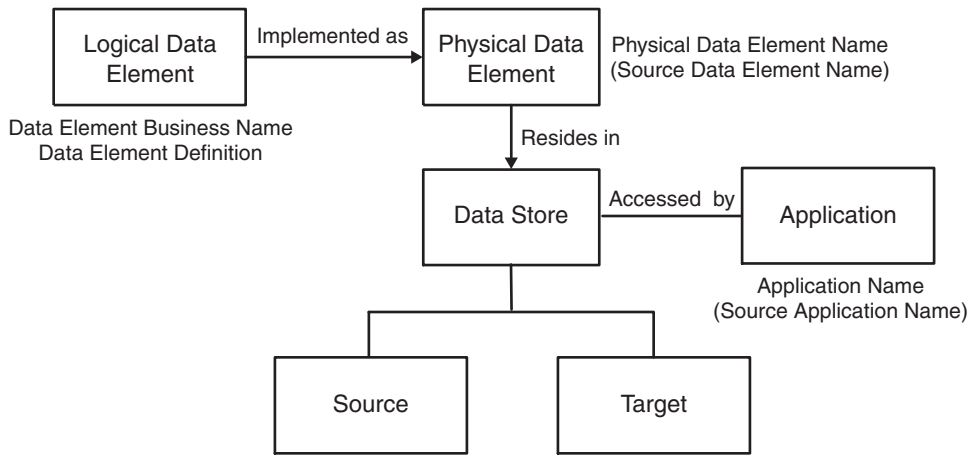 Logical Data
Element
Implemented as
Physical Data
Element
Physical Data Element Name
(Source Data Element Name)
Data Element Business Name
Data Element Definition
Resides in
Data Store
Accessed by
Application
Application Name
(Source Application Name)
Source
Target